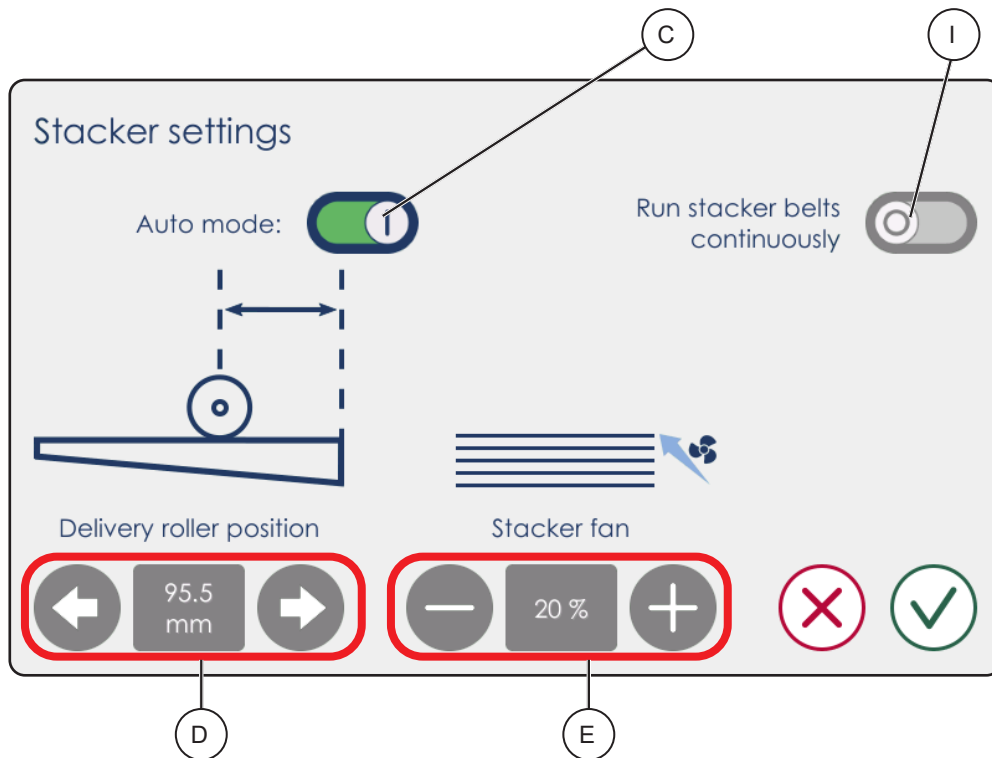 C
I
Stacker settings
Auto mode:
Run stacker belts
continuously
Delivery roller position
Stacker fan
95.5
mm
20 %
D
E